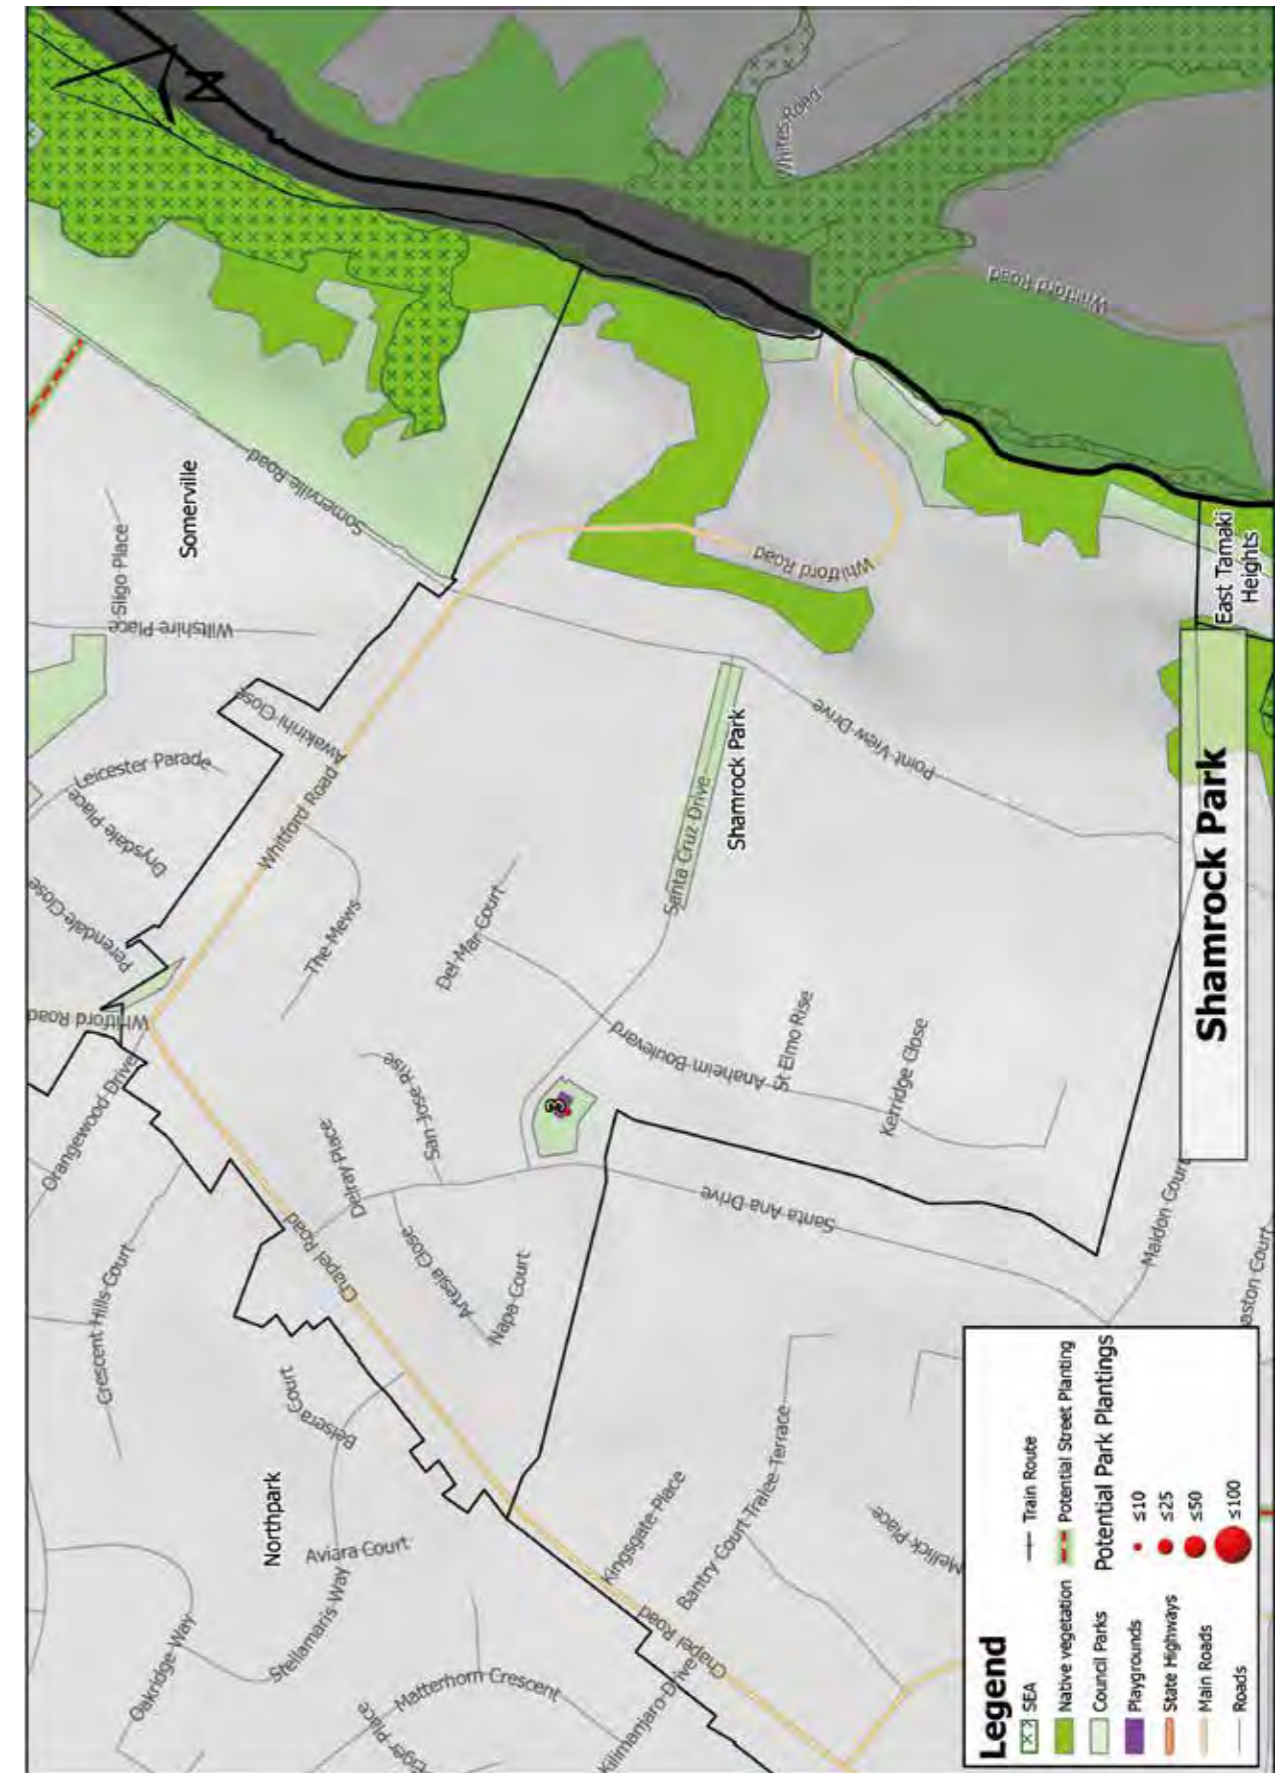 N
Whites Road
Whitford Road
Somerville
Somerville Road
Sligo Place
Wiltshire Place
Whitford Road
East Tamaki
Heights
Awakirihi Close
Leicester Parade
Drysdale Place
Perendale Close
Whitford Road
Whitford Road
Point View Drive
Santa Cruz Drive
Shamrock Park
The Mews
Del Mar Court
Anaheim Boulevard
St Elmo Rise
Kerridge Close
Orangewood Drive
San Jose Rise
3
Delray Place
Crescent Hills Court
Chapel Road
Artesia Close
Napa Court
Santa Ana Drive
Maldon Court
aston Court
Northpark
Belsera Court
Aviara Court
Stellamaris Way
Oakridge Way
Matterhorn Crescent
Eiger Place
Kilimanjaro Drive
Kingsgate Place
Chapel Road
Bantry Court
Tralee Terrace
Mellick Place
Shamrock Park
Legend
SEA
Native vegetation
Council Parks
Playgrounds
State Highways
Main Roads
Roads
Train Route
Potential Street Planting
Potential Park Plantings
≤10
≤25
≤50
≤100